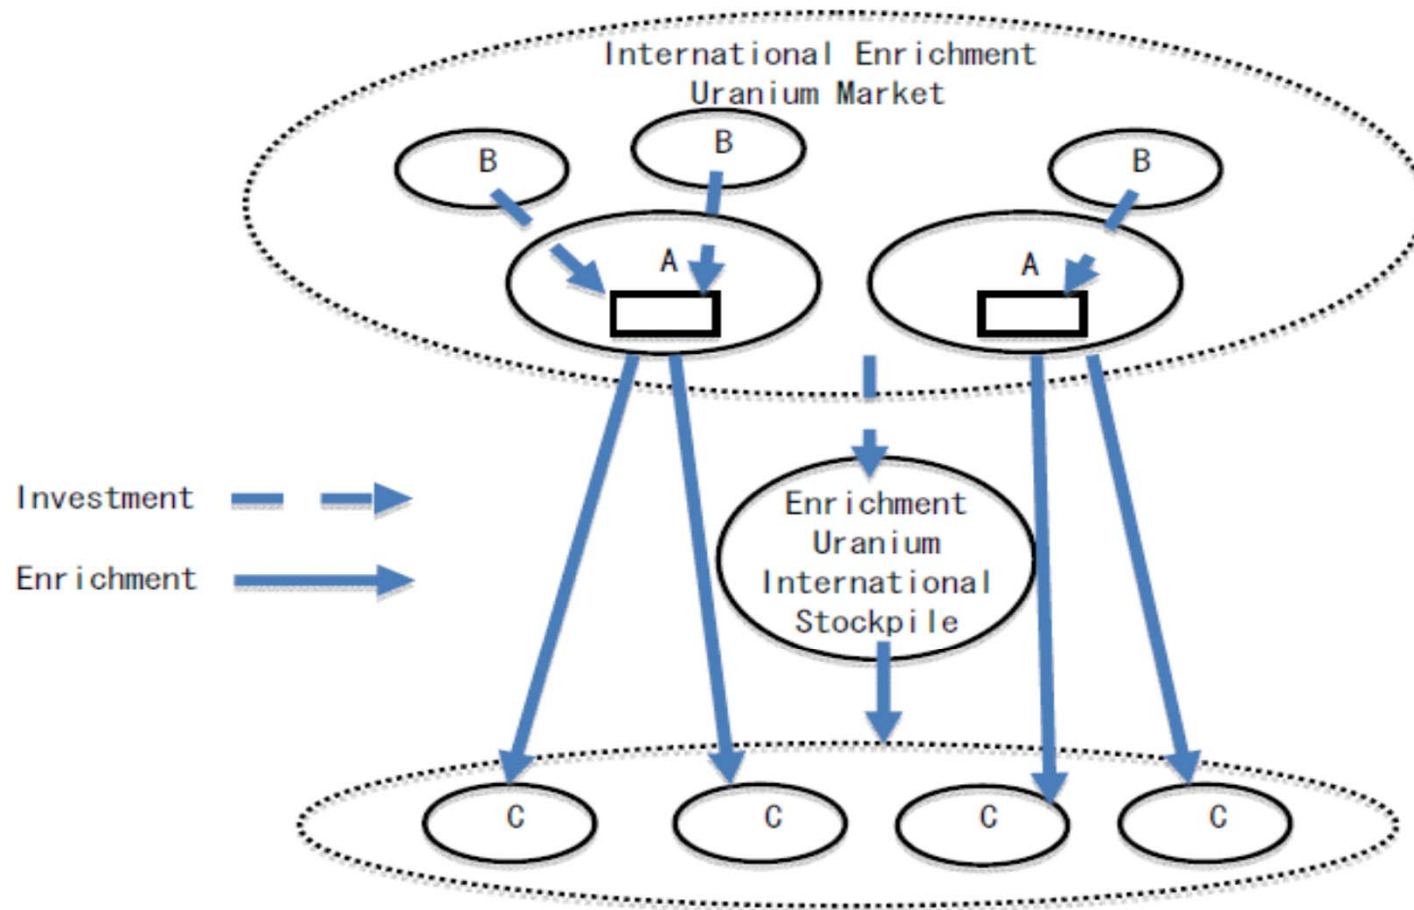 International Enrichment
Uranium Market
B
B
B
A
A
Investment
Enrichment
Enrichment
Uranium
International
Stockpile
C
C
C
C